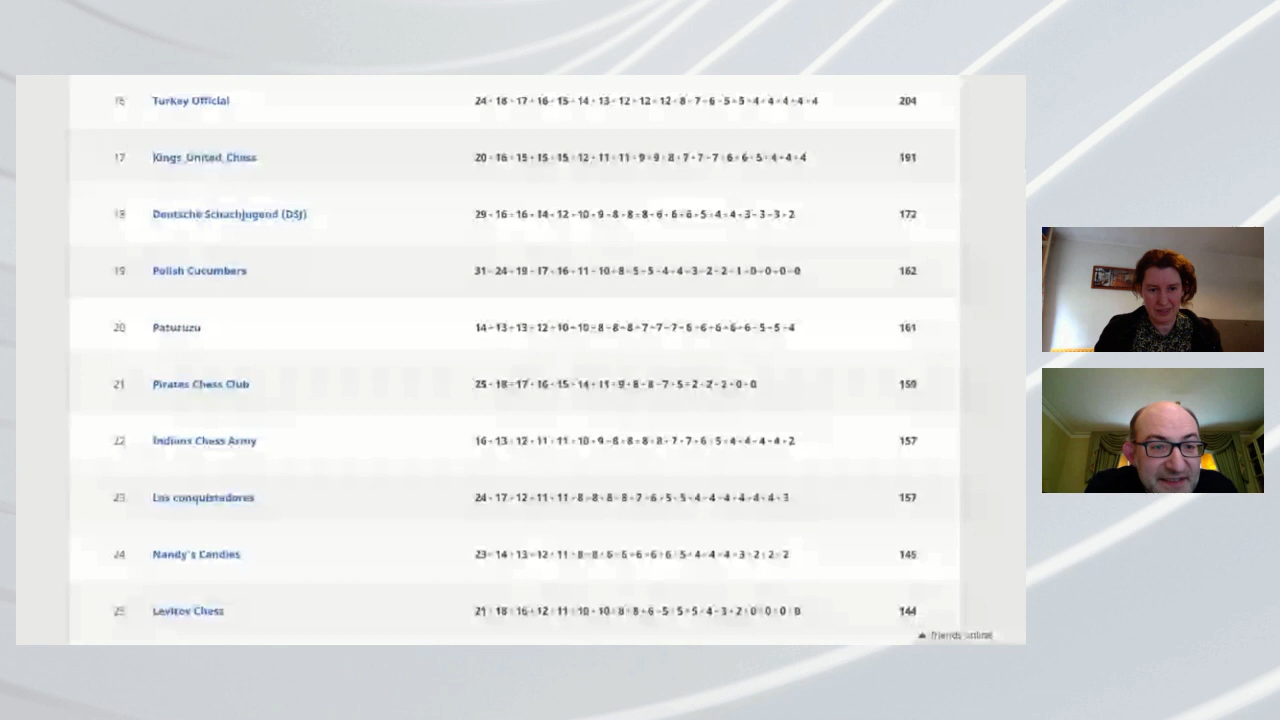 16 Turkey Official 24 + 18 + 17 + 16 + 15 + 14 + 13 + 12 + 12 + 12 + 8 + 7 + 6 + 5 + 5 + 4 + 4 + 4 + 4 + 4 204
17 Kings_United_Chess 20 + 16 + 15 + 15 + 15 + 12 + 11 + 11 + 9 + 9 + 8 + 7 + 7 + 7 + 6 + 6 + 5 + 4 + 4 + 4 191
18 Deutsche Schachjugend (DSJ) 29 + 16 + 16 + 14 + 12 + 10 + 9 + 8 + 8 + 8 + 6 + 6 + 6 + 5 + 4 + 4 + 3 + 3 + 3 + 2 172
19 Polish Cucumbers 31 + 24 + 19 + 17 + 16 + 11 + 10 + 8 + 5 + 5 + 4 + 4 + 3 + 2 + 2 + 1 + 0 + 0 + 0 + 0 162
20 Paturuzu 14 + 13 + 13 + 12 + 10 + 10 + 8 + 8 + 8 + 7 + 7 + 7 + 6 + 6 + 6 + 6 + 6 + 5 + 5 + 4 161
21 Pirates Chess Club 25 + 18 + 17 + 16 + 15 + 14 + 11 + 9 + 8 + 8 + 7 + 5 + 2 + 2 + 2 + 0 + 0 159
22 Indians Chess Army 16 + 13 + 12 + 11 + 11 + 10 + 9 + 8 + 8 + 8 + 8 + 7 + 7 + 6 + 5 + 4 + 4 + 4 + 4 + 2 157
23 Los conquistadores 24 + 17 + 12 + 11 + 11 + 8 + 8 + 8 + 8 + 7 + 6 + 5 + 5 + 4 + 4 + 4 + 4 + 4 + 4 + 3 157
24 Nandy's Candies 23 + 14 + 13 + 12 + 11 + 8 + 8 + 6 + 6 + 6 + 6 + 6 + 5 + 4 + 4 + 4 + 3 + 2 + 2 + 2 145
25 Levitov Chess 21 + 18 + 16 + 12 + 11 + 10 + 10 + 8 + 8 + 6 + 5 + 5 + 5 + 4 + 3 + 2 + 0 + 0 + 0 + 0 144
friends online